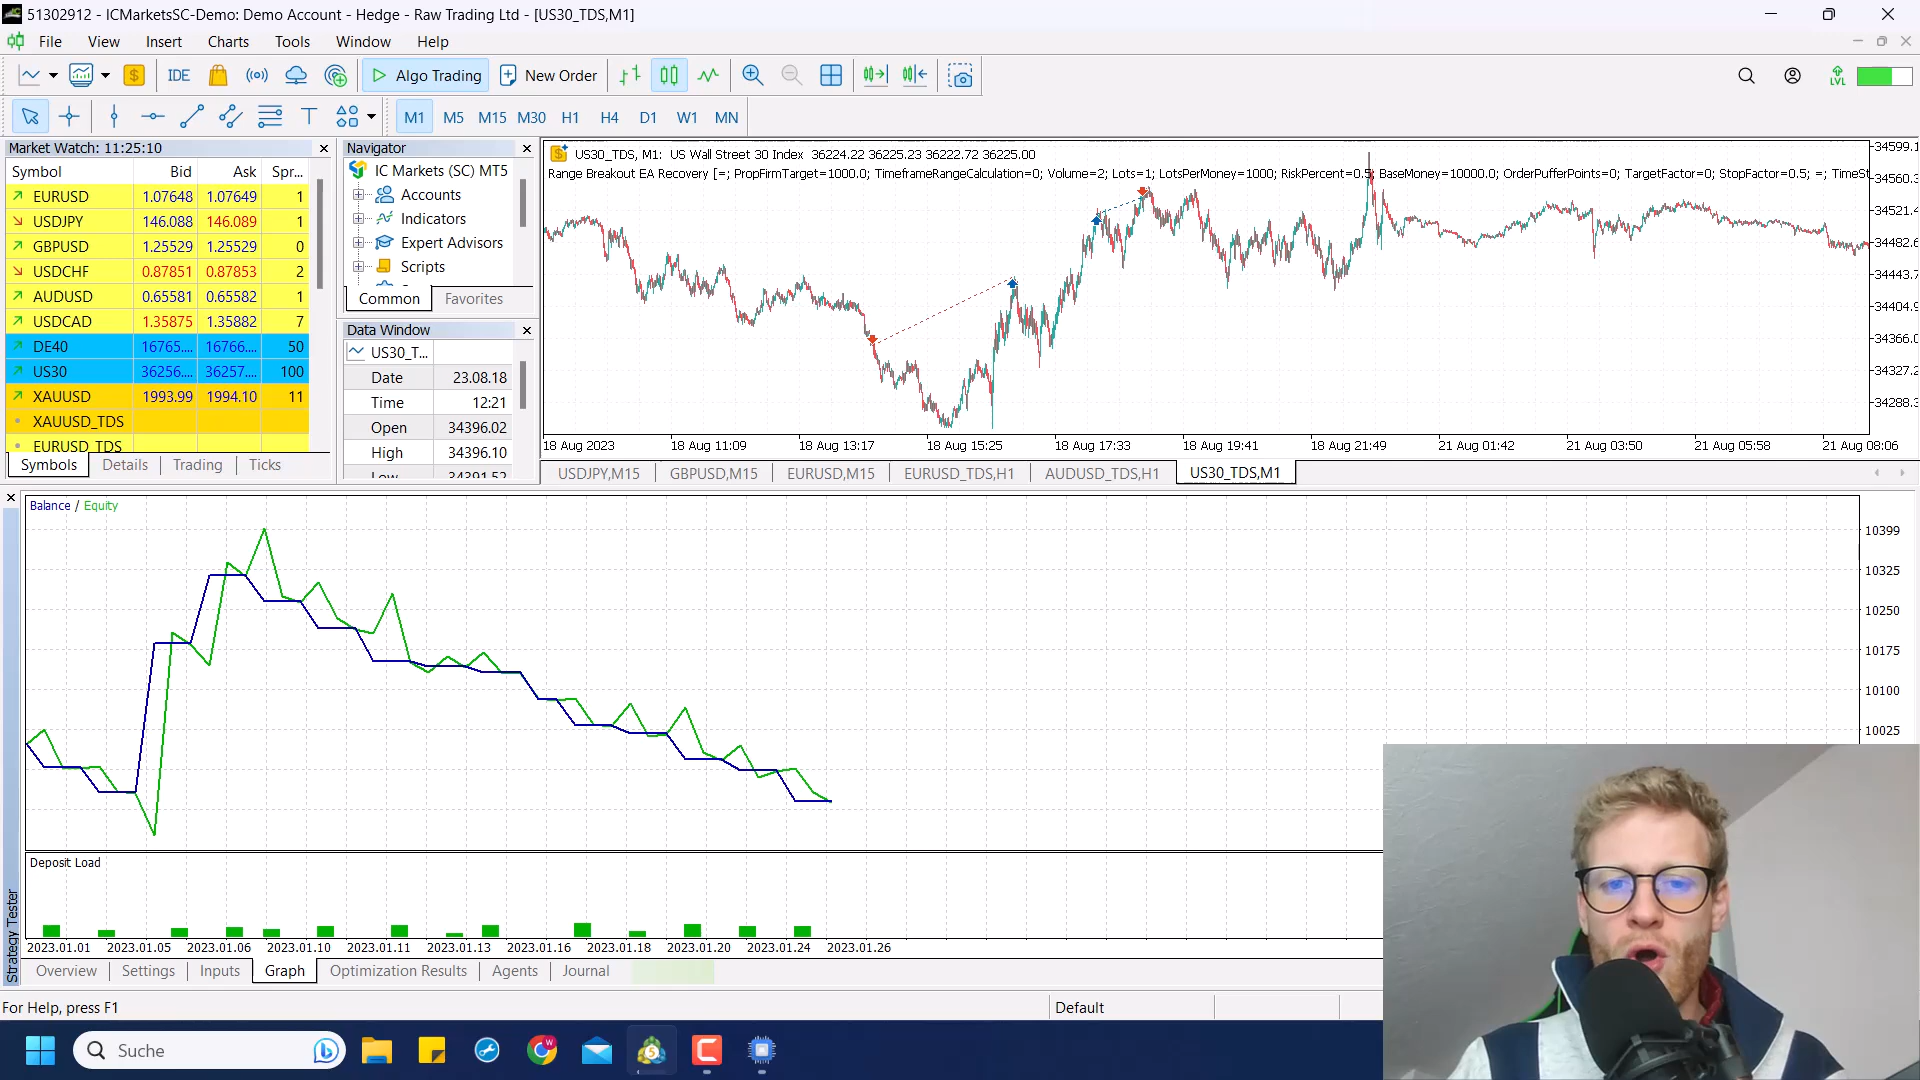 51302912 - ICMarketsSC-Demo: Demo Account - Hedge - Raw Trading Ltd - [US30_TDS,M1]
File View Insert Charts Tools Window Help
IDE Algo Trading New Order LVL
M1 M5 M15 M30 H1 H4 D1 W1 MN
Market Watch: 11:25:10
Symbol Bid Ask Spr...
EURUSD 1.07648 1.07649 1
USDJPY 146.088 146.089 1
GBPUSD 1.25529 1.25529 0
USDCHF 0.87851 0.87853 2
AUDUSD 0.65581 0.65582 1
USDCAD 1.35875 1.35882 7
DE40 16765.... 16766.... 50
US30 36256.... 36257.... 100
XAUUSD 1993.99 1994.10 11
XAUUSD_TDS
EURUSD_TDS
Symbols Details Trading Ticks
Navigator
IC Markets (SC) MT5
Accounts
Indicators
Expert Advisors
Scripts
Common Favorites
Data Window
US30_T...
Date 23.08.18
Time 12:21
Open 34396.02
High 34396.10
Low 34391.52
US30_TDS, M1: US Wall Street 30 Index 36224.22 36225.23 36222.72 36225.00
Range Breakout EA Recovery [=; PropFirmTarget=1000.0; TimeframeRangeCalculation=0; Volume=2; Lots=1; LotsPerMoney=1000; RiskPercent=0.5; BaseMoney=10000.0; OrderPufferPoints=0; TargetFactor=0; StopFactor=0.5; =; TimeSt
34599.1
34560.3
34521.4
34482.6
34443.7
34404.9
34366.0
34327.2
34288.3
18 Aug 2023 18 Aug 11:09 18 Aug 13:17 18 Aug 15:25 18 Aug 17:33 18 Aug 19:41 18 Aug 21:49 21 Aug 01:42 21 Aug 03:50 21 Aug 05:58 21 Aug 08:06
USDJPY,M15 GBPUSD,M15 EURUSD,M15 EURUSD_TDS,H1 AUDUSD_TDS,H1 US30_TDS,M1
Balance / Equity
10399
10325
10250
10175
10100
10025
Deposit Load
2023.01.01 2023.01.05 2023.01.06 2023.01.10 2023.01.11 2023.01.13 2023.01.16 2023.01.18 2023.01.20 2023.01.24 2023.01.26
Strategy Tester
Overview Settings Inputs Graph Optimization Results Agents Journal
For Help, press F1 Default
Suche